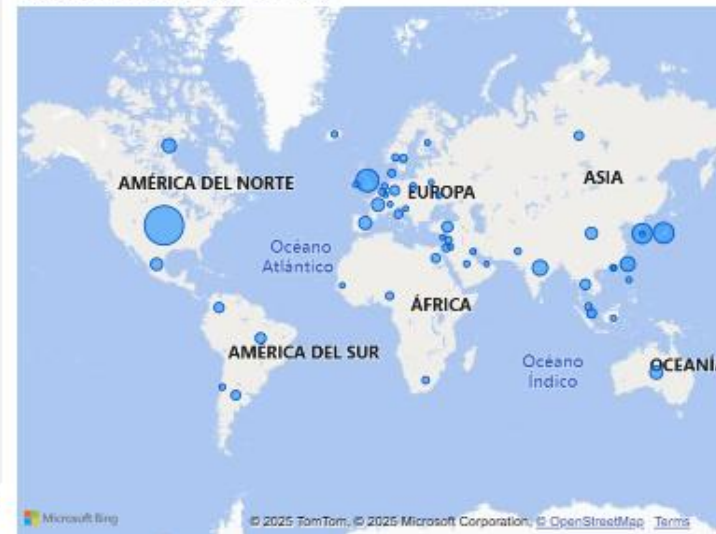 AMÉRICA DEL NORTE
EUROPA
ASIA
Océano
Atlántico
ÁFRICA
AMÉRICA DEL SUR
Océano
Índico
OCEANÍ
Microsoft Bing
© 2025 TomTom, © 2025 Microsoft Corporation, © OpenStreetMap Terms